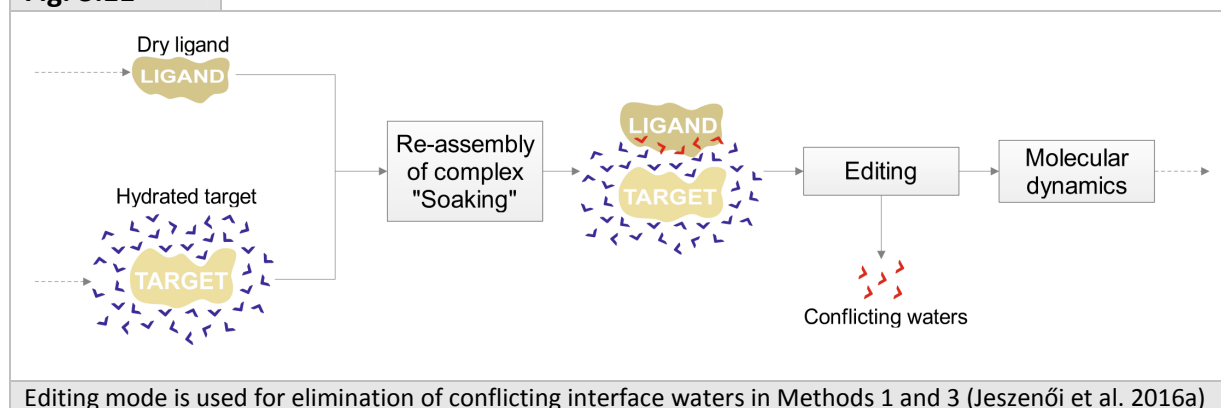 Dry ligand
LIGAND
Hydrated target
TARGET
Re-assembly
of complex
"Soaking"
LIGAND
TARGET
Editing
Conflicting waters
Molecular
dynamics
Editing mode is used for elimination of conflicting interface waters in Methods 1 and 3 (Jeszenői et al. 2016a)